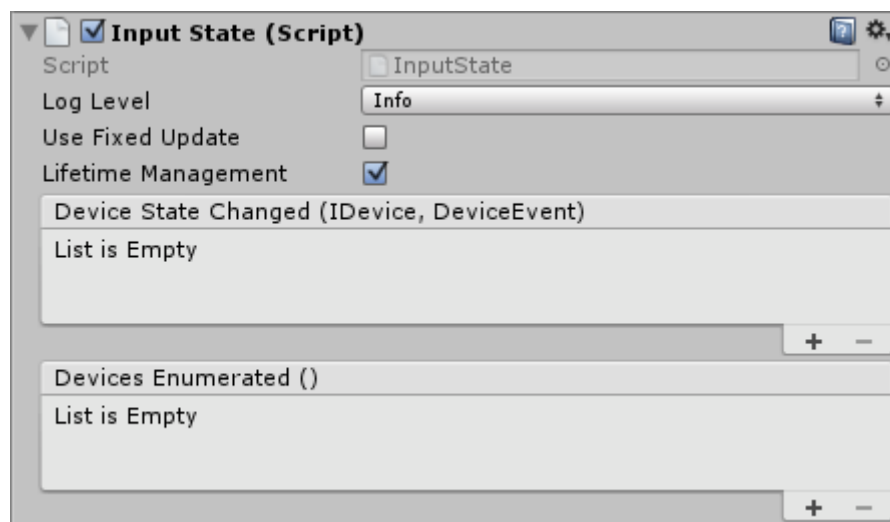 Input State (Script)
Script InputState
Log Level Info
Use Fixed Update
Lifetime Management
Device State Changed (IDevice, DeviceEvent)
List is Empty
+ −
Devices Enumerated ()
List is Empty
+ −